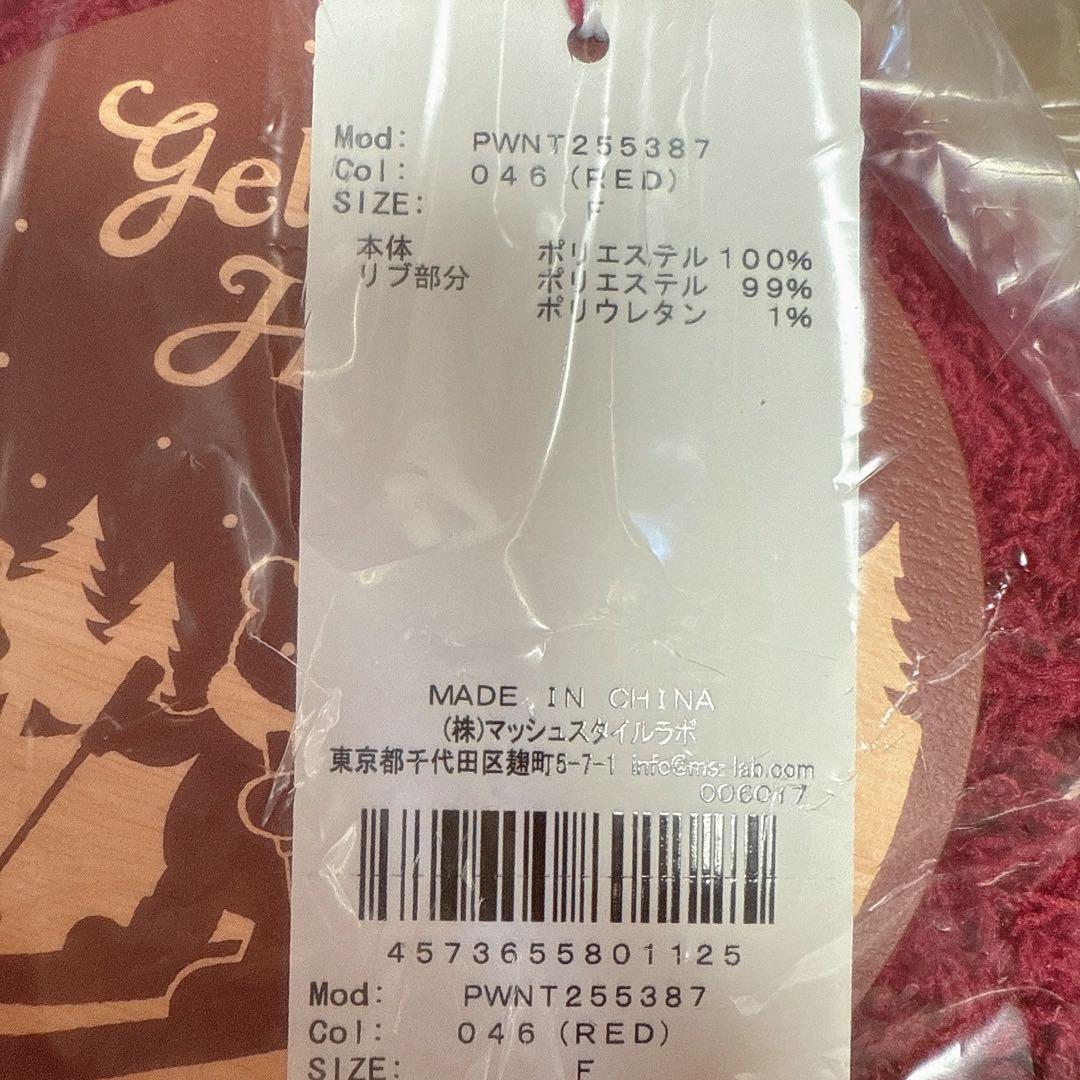 Mod: PWNT255387
Col: 046(RED)
SIZE: F
本体 ポリエステル 100%
リブ部分 ポリエステル 99%
ポリウレタン 1%
MADE IN CHINA
(株)マッシュスタイルラボ
東京都千代田区麹町5-7-1 info@ms-lab.com
006017
4573655801125
Mod: PWNT255387
Col: 046(RED)
SIZE: F